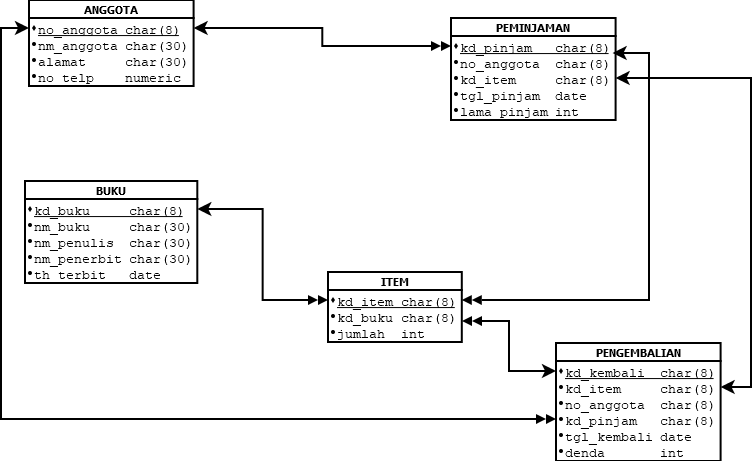 ANGGOTA
no_anggota char(8)
nm_anggota char(30)
alamat char(30)
no_telp numeric
PEMINJAMAN
kd_pinjam char(8)
no_anggota char(8)
kd_item char(8)
tgl_pinjam date
lama_pinjam int
BUKU
kd_buku char(8)
nm_buku char(30)
nm_penulis char(30)
nm_penerbit char(30)
th_terbit date
ITEM
kd_item char(8)
kd_buku char(8)
jumlah int
PENGEMBALIAN
kd_kembali char(8)
kd_item char(8)
no_anggota char(8)
kd_pinjam char(8)
tgl_kembali date
denda int